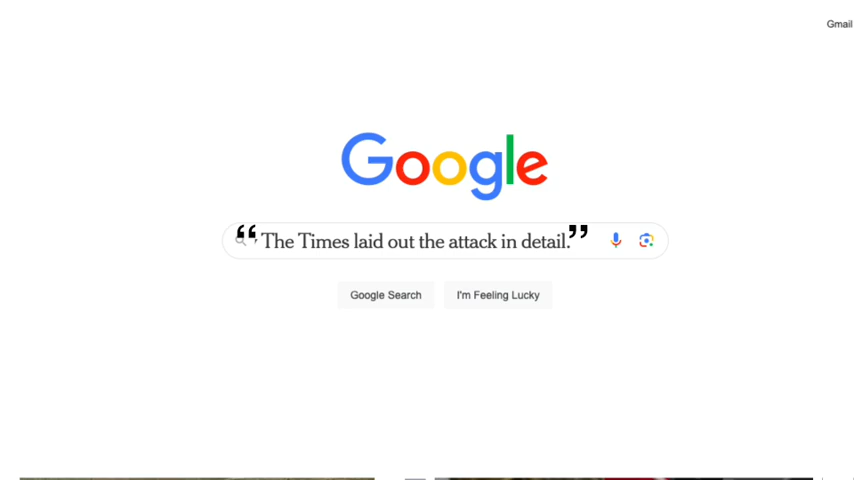 Gmail
Google
“ The Times laid out the attack in detail.”
Google Search
I'm Feeling Lucky